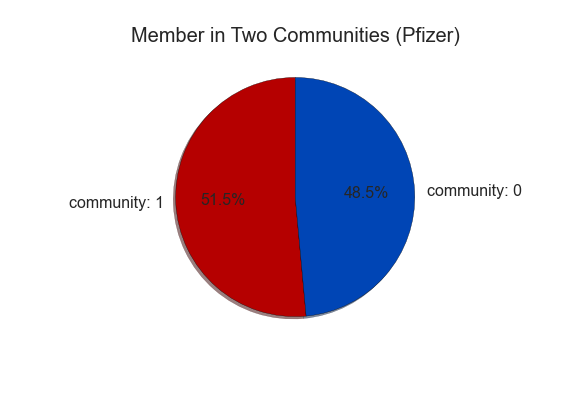 Member in Two Communities (Pfizer)
community: 1
51.5%
48.5%
community: 0